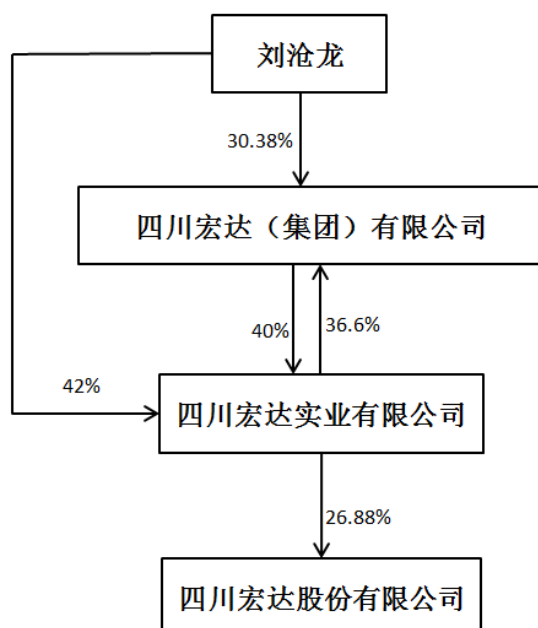 刘沧龙
30.38%
四川宏达（集团）有限公司
40%
36.6%
42%
四川宏达实业有限公司
26.88%
四川宏达股份有限公司